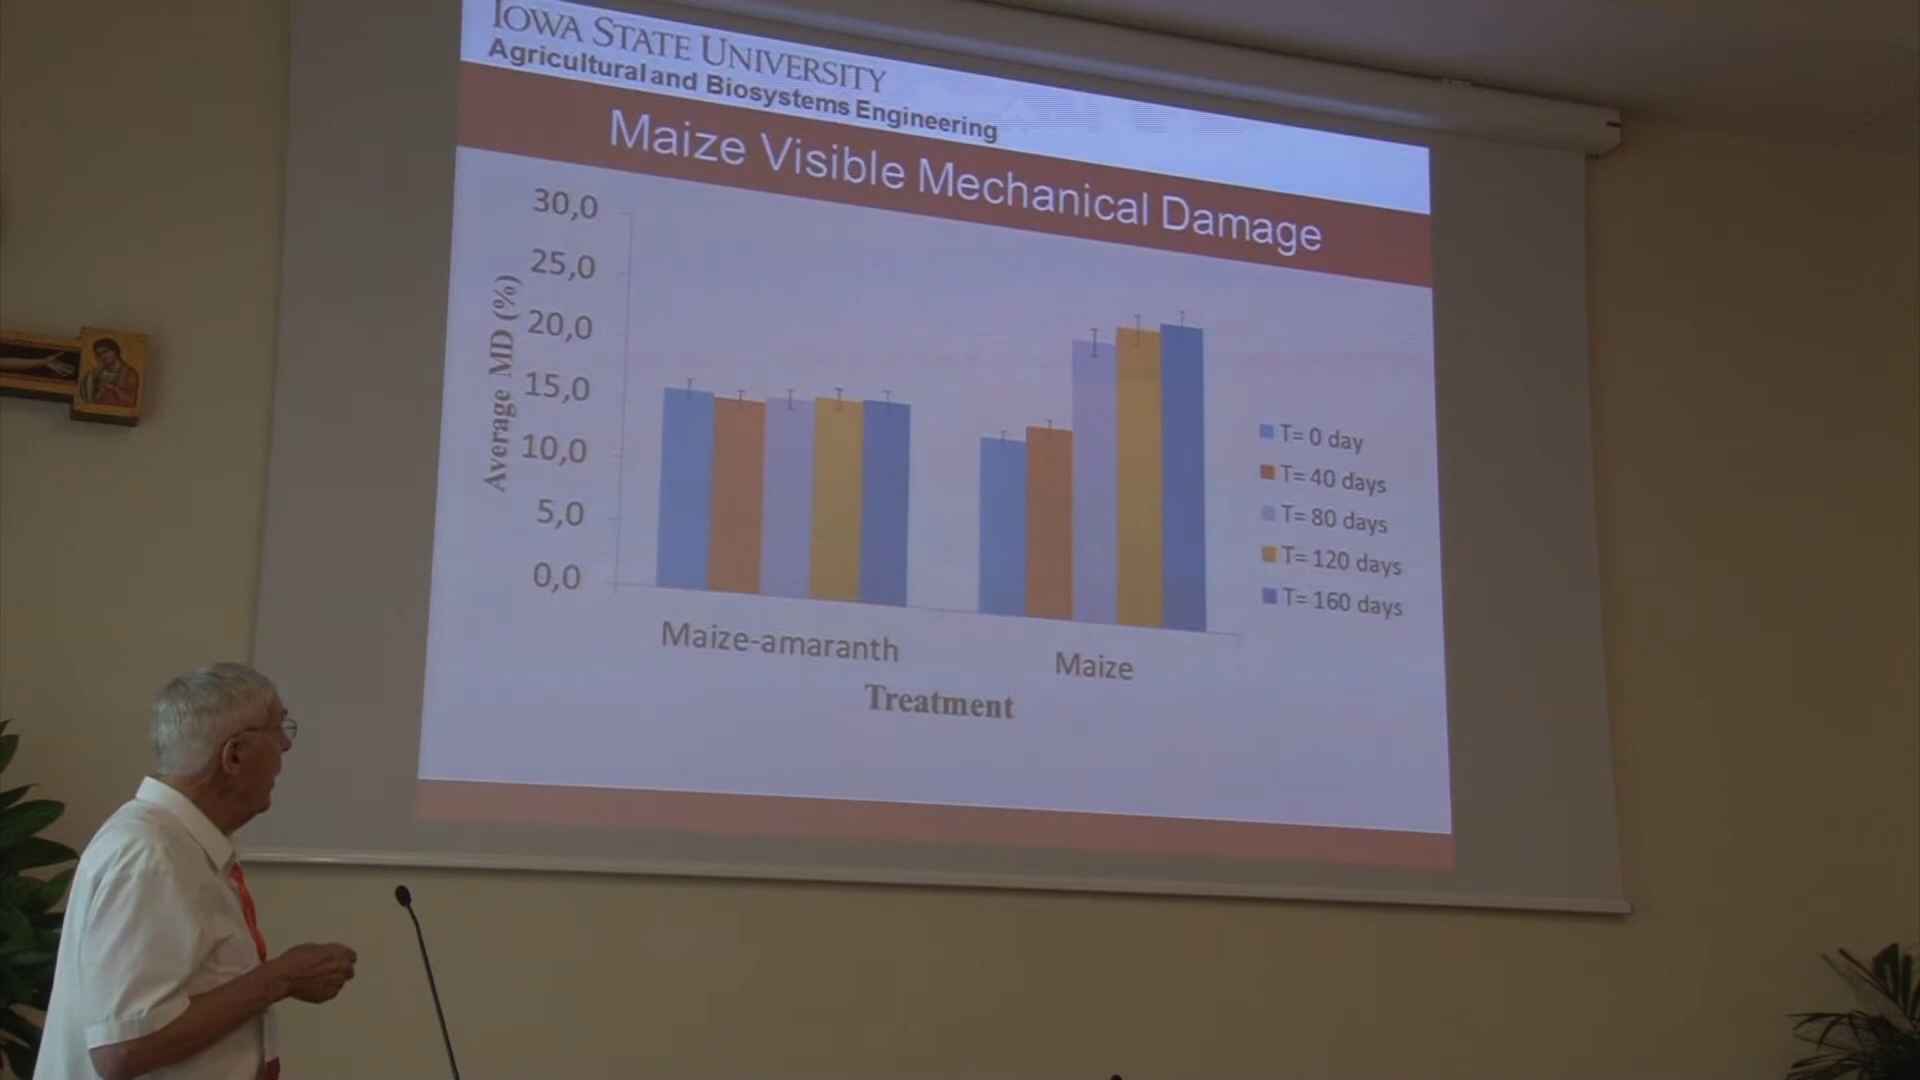 IOWA STATE UNIVERSITY
Agricultural and Biosystems Engineering
Maize Visible Mechanical Damage
30,0
25,0
20,0
15,0
10,0
5,0
0,0
Average MD (%)
Maize-amaranth
Maize
Treatment
T= 0 day
T= 40 days
T= 80 days
T= 120 days
T= 160 days